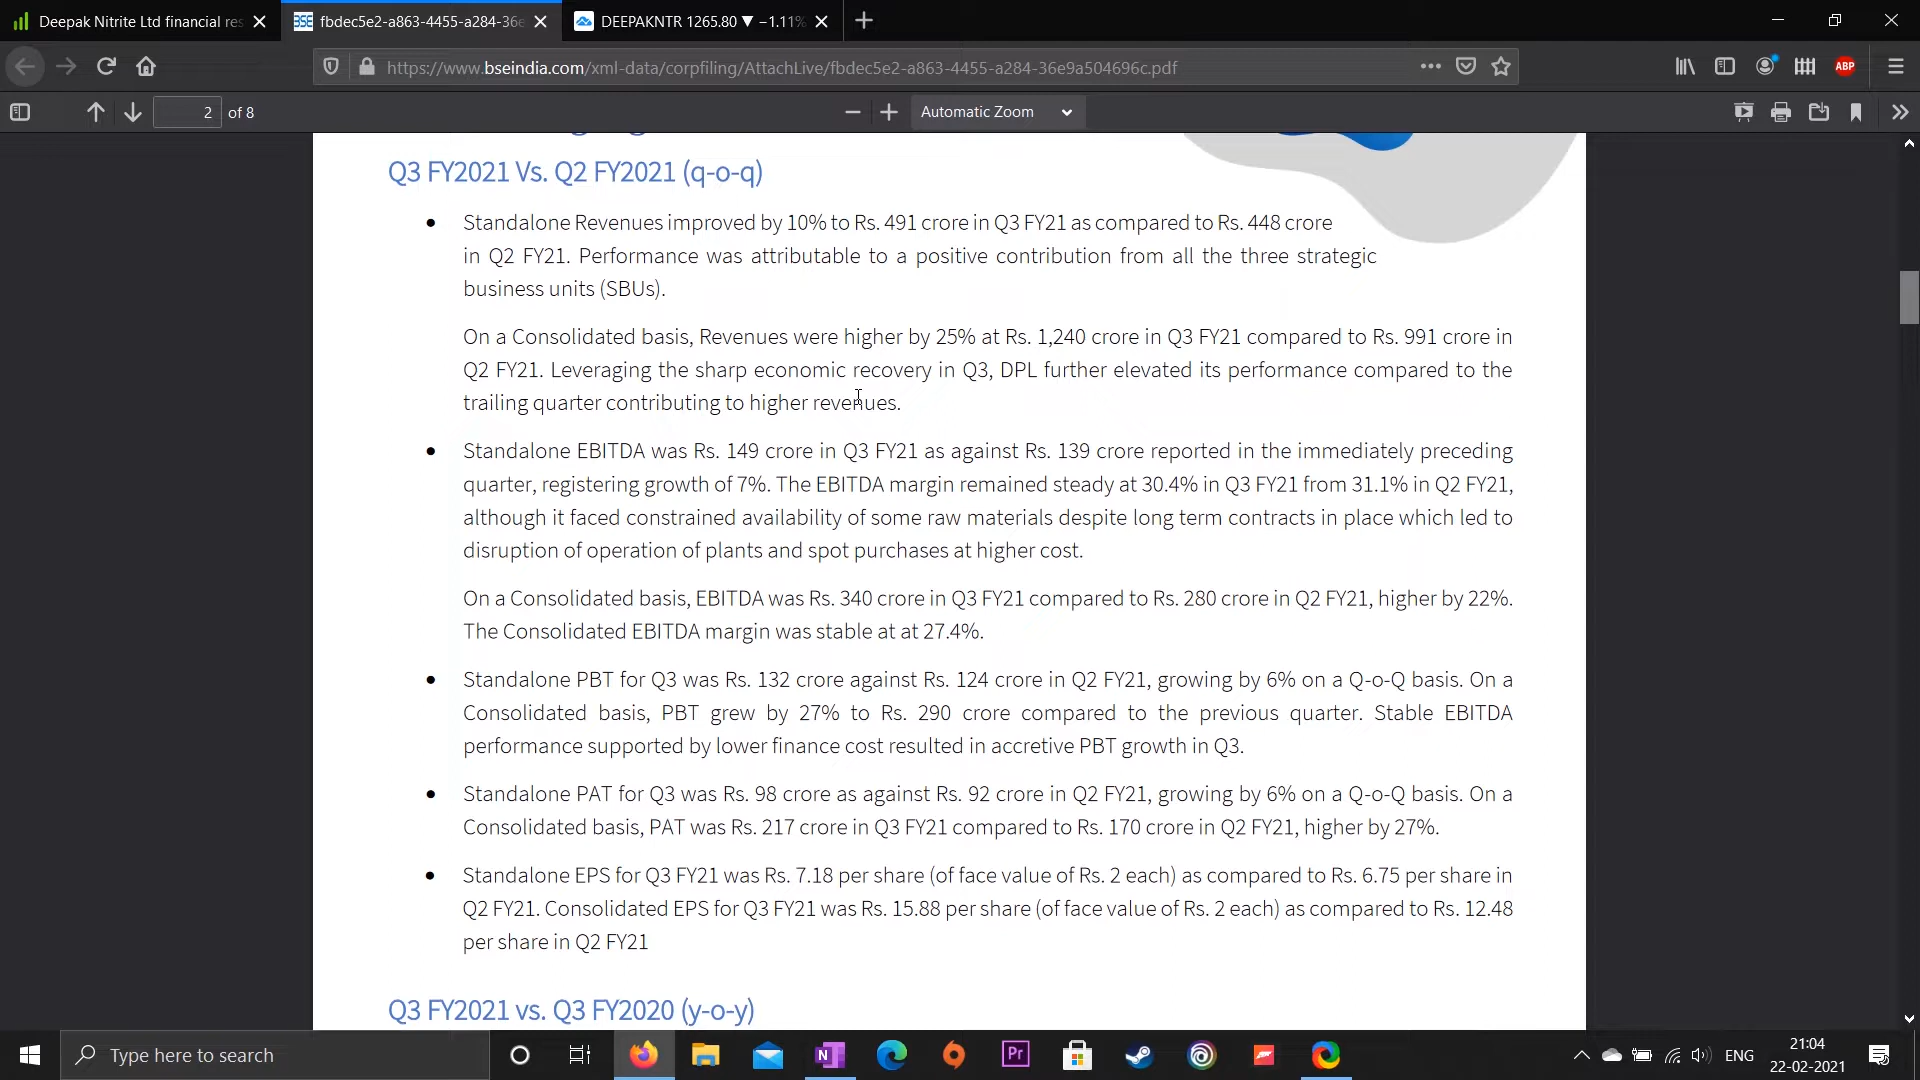 Deepak Nitrite Ltd financial res
BSE
fbdec5e2-a863-4455-a284-36e
DEEPAKNTR 1265.80 ▼ −1.11%
https://www.bseindia.com/xml-data/corpfiling/AttachLive/fbdec5e2-a863-4455-a284-36e9a504696c.pdf
ABP
2 of 8
Automatic Zoom
Q3 FY2021 Vs. Q2 FY2021 (q-o-q)
• Standalone Revenues improved by 10% to Rs. 491 crore in Q3 FY21 as compared to Rs. 448 crore
in Q2 FY21. Performance was attributable to a positive contribution from all the three strategic
business units (SBUs).
On a Consolidated basis, Revenues were higher by 25% at Rs. 1,240 crore in Q3 FY21 compared to Rs. 991 crore in
Q2 FY21. Leveraging the sharp economic recovery in Q3, DPL further elevated its performance compared to the
trailing quarter contributing to higher revenues.
• Standalone EBITDA was Rs. 149 crore in Q3 FY21 as against Rs. 139 crore reported in the immediately preceding
quarter, registering growth of 7%. The EBITDA margin remained steady at 30.4% in Q3 FY21 from 31.1% in Q2 FY21,
although it faced constrained availability of some raw materials despite long term contracts in place which led to
disruption of operation of plants and spot purchases at higher cost.
On a Consolidated basis, EBITDA was Rs. 340 crore in Q3 FY21 compared to Rs. 280 crore in Q2 FY21, higher by 22%.
The Consolidated EBITDA margin was stable at at 27.4%.
• Standalone PBT for Q3 was Rs. 132 crore against Rs. 124 crore in Q2 FY21, growing by 6% on a Q-o-Q basis. On a
Consolidated basis, PBT grew by 27% to Rs. 290 crore compared to the previous quarter. Stable EBITDA
performance supported by lower finance cost resulted in accretive PBT growth in Q3.
• Standalone PAT for Q3 was Rs. 98 crore as against Rs. 92 crore in Q2 FY21, growing by 6% on a Q-o-Q basis. On a
Consolidated basis, PAT was Rs. 217 crore in Q3 FY21 compared to Rs. 170 crore in Q2 FY21, higher by 27%.
• Standalone EPS for Q3 FY21 was Rs. 7.18 per share (of face value of Rs. 2 each) as compared to Rs. 6.75 per share in
Q2 FY21. Consolidated EPS for Q3 FY21 was Rs. 15.88 per share (of face value of Rs. 2 each) as compared to Rs. 12.48
per share in Q2 FY21
Q3 FY2021 vs. Q3 FY2020 (y-o-y)
Type here to search
N
Pr
ENG
21:04
22-02-2021